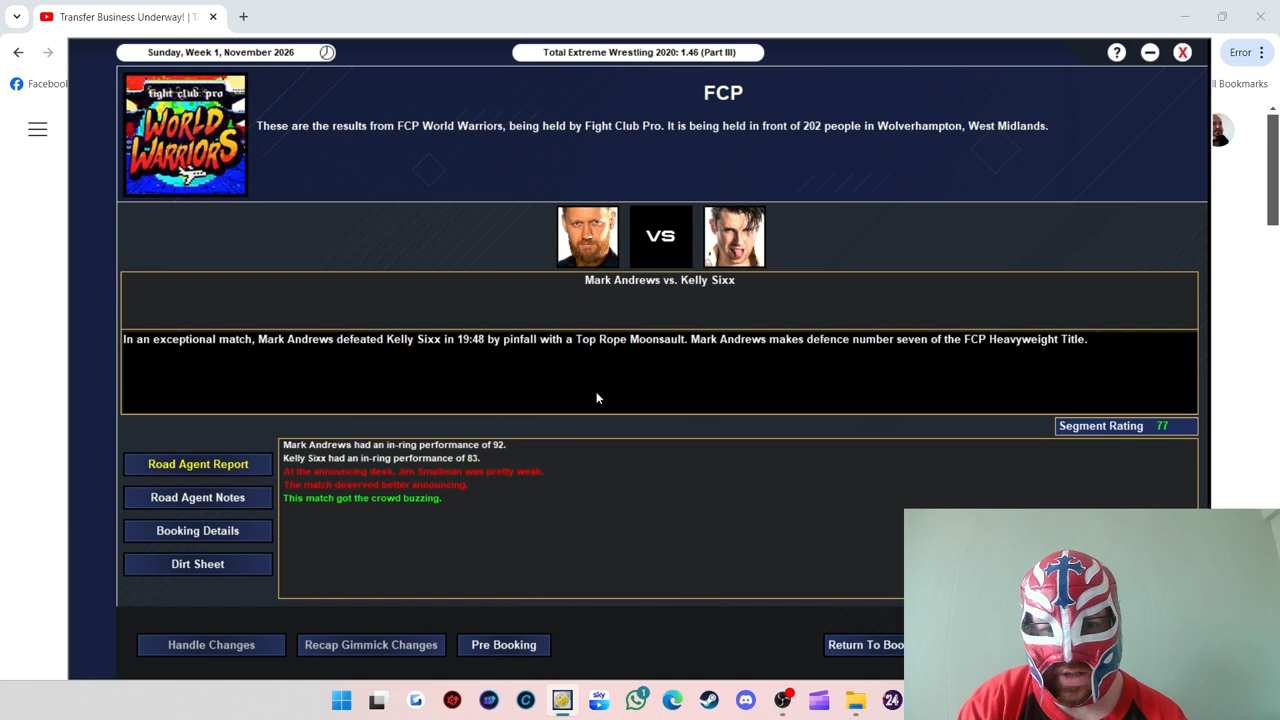 Transfer Business Underway! | T
Sunday, Week 1, November 2026
Total Extreme Wrestling 2020: 1.46 (Part III)
?
X
Error
Facebool
ll Bookmarks
fight club pro
WORLD
WARRIORS
FCP
These are the results from FCP World Warriors, being held by Fight Club Pro. It is being held in front of 202 people in Wolverhampton, West Midlands.
VS
Mark Andrews vs. Kelly Sixx
In an exceptional match, Mark Andrews defeated Kelly Sixx in 19:48 by pinfall with a Top Rope Moonsault. Mark Andrews makes defence number seven of the FCP Heavyweight Title.
Segment Rating 77
Road Agent Report
Road Agent Notes
Booking Details
Dirt Sheet
Mark Andrews had an in-ring performance of 92.
Kelly Sixx had an in-ring performance of 83.
At the announcing desk, Jim Smallman was pretty weak.
The match deserved better announcing.
This match got the crowd buzzing.
Handle Changes
Recap Gimmick Changes
Pre Booking
Return To Boo
sky
1
24